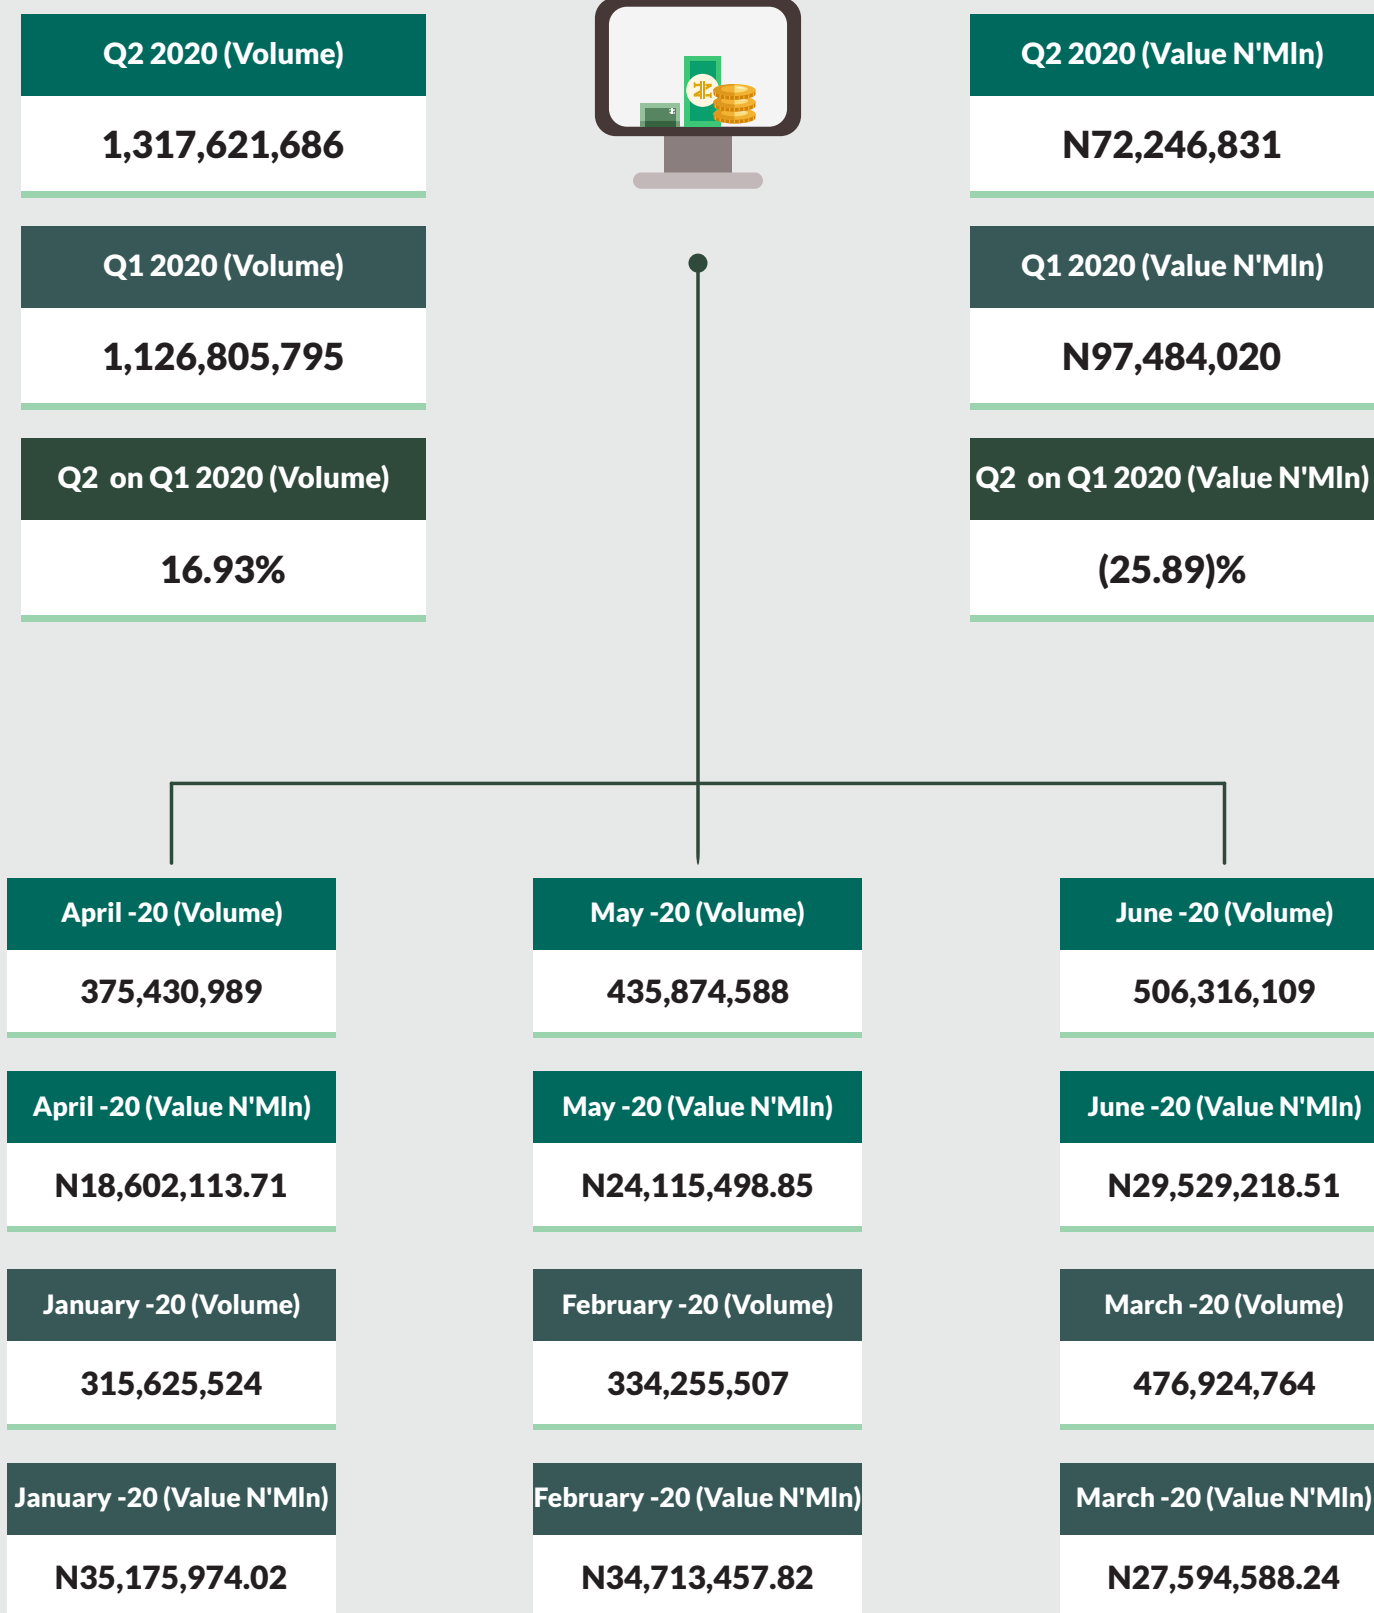 Q2 2020 (Volume)
1,317,621,686
Q1 2020 (Volume)
1,126,805,795
Q2 on Q1 2020 (Volume)
16.93%
Q2 2020 (Value N'Mln)
N72,246,831
Q1 2020 (Value N'Mln)
N97,484,020
Q2 on Q1 2020 (Value N'Mln)
(25.89)%
April -20 (Volume)
375,430,989
April -20 (Value N'Mln)
N18,602,113.71
January -20 (Volume)
315,625,524
January -20 (Value N'Mln)
N35,175,974.02
May -20 (Volume)
435,874,588
May -20 (Value N'Mln)
N24,115,498.85
February -20 (Volume)
334,255,507
February -20 (Value N'Mln)
N34,713,457.82
June -20 (Volume)
506,316,109
June -20 (Value N'Mln)
N29,529,218.51
March -20 (Volume)
476,924,764
March -20 (Value N'Mln)
N27,594,588.24